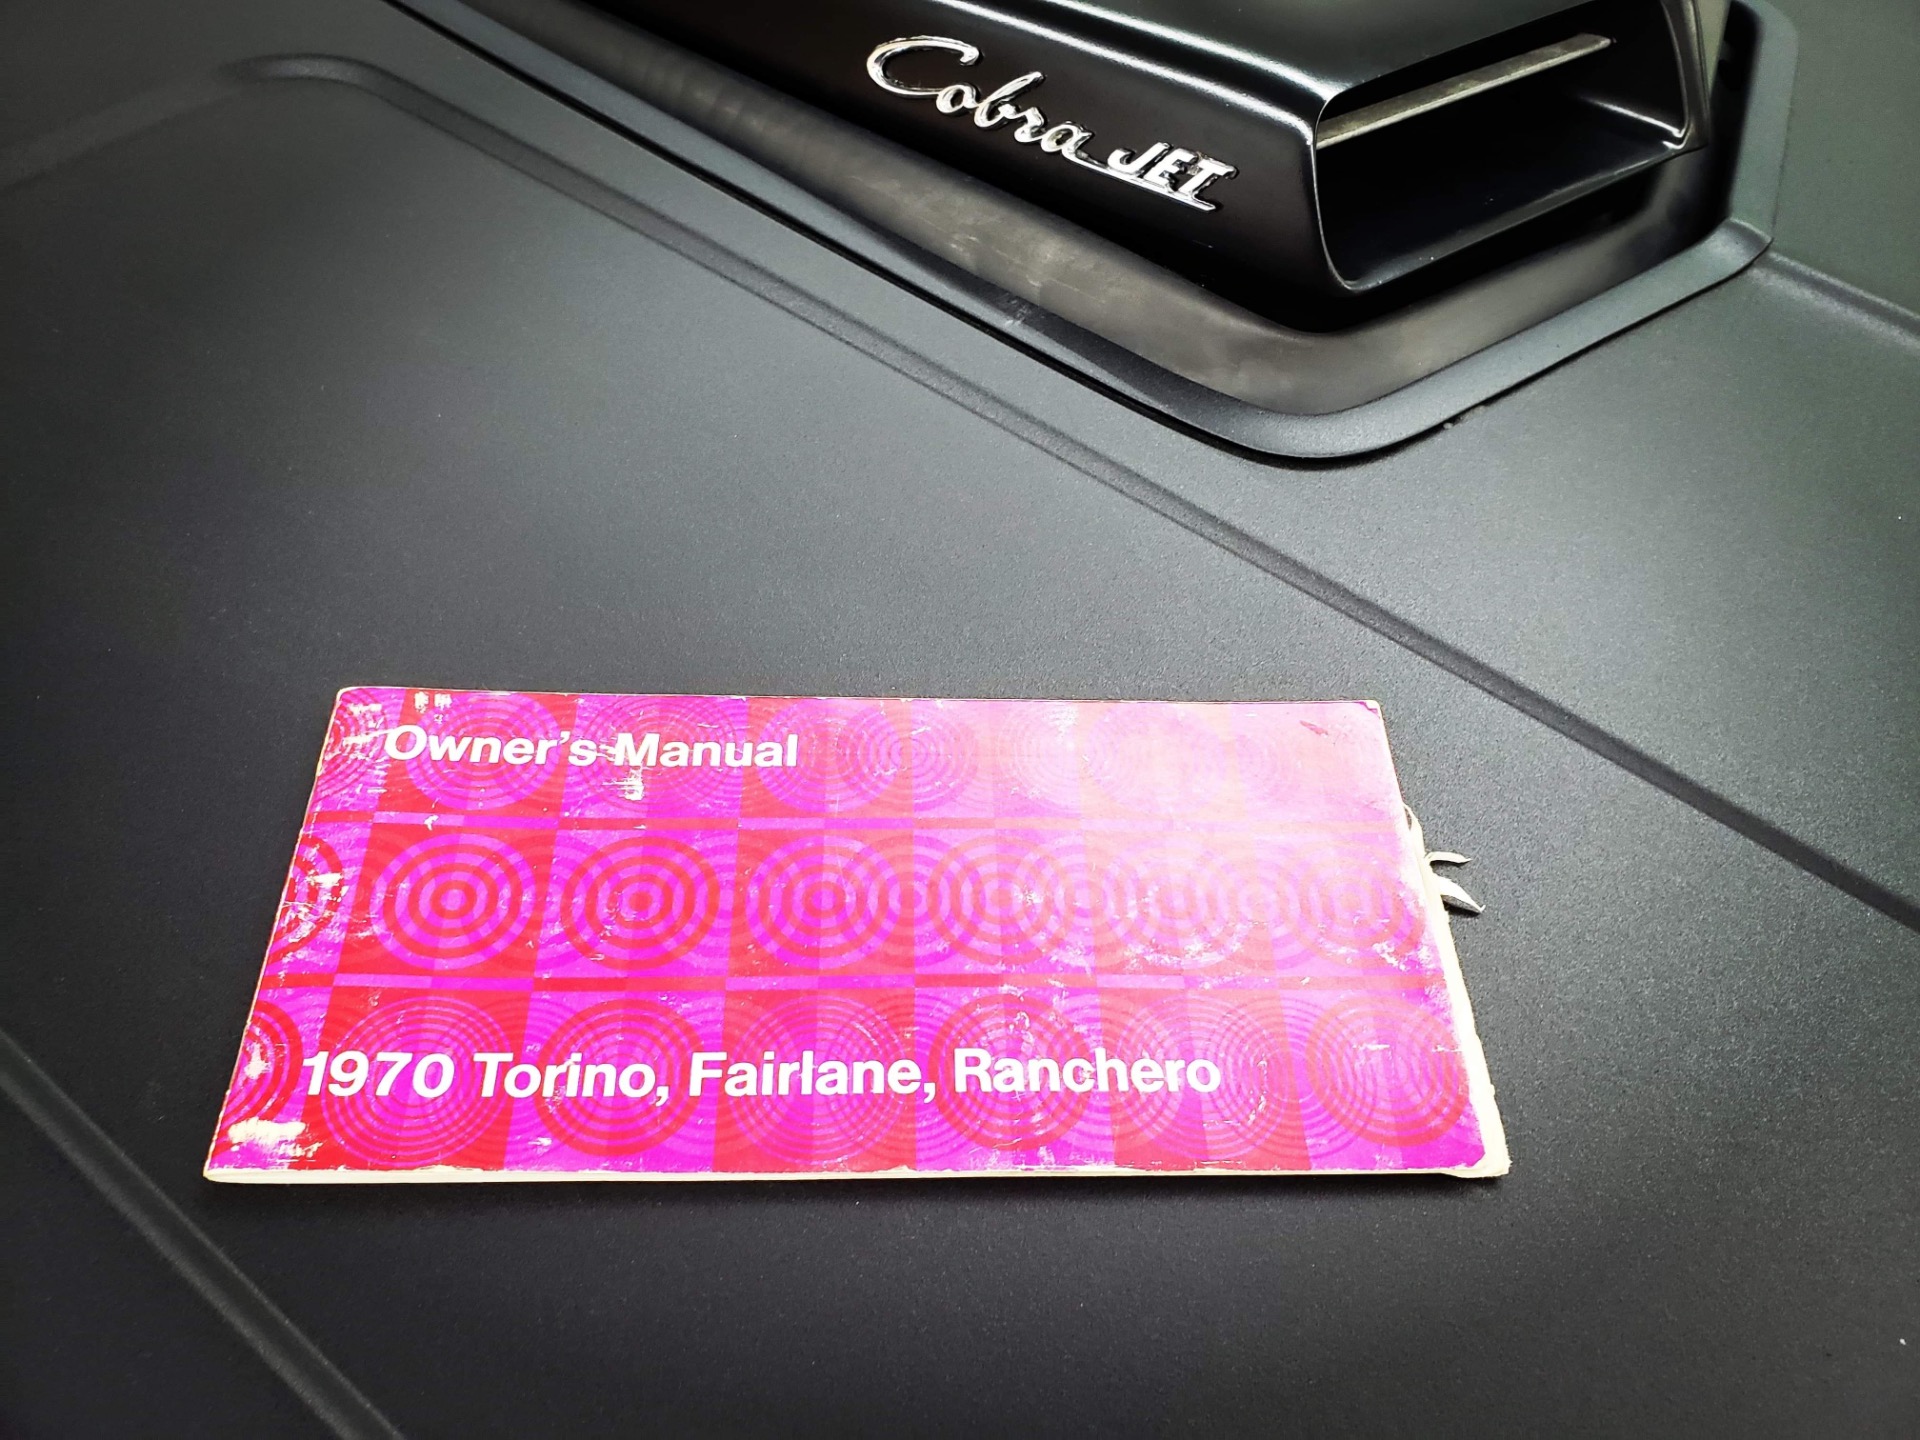 Cobra JET
Owner's Manual
1970 Torino, Fairlane, Ranchero